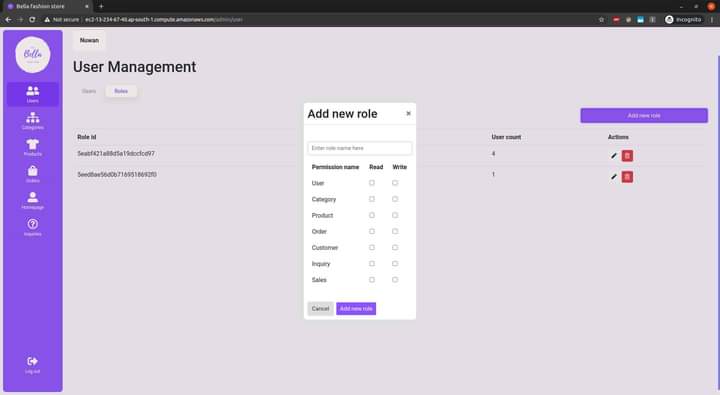 Bella fashion store
Not secure | ec2-13-234-67-40.ap-south-1.compute.amazonaws.com/admin/user
Incognito
Bella
Nuwan
User Management
Users
Roles
Users
Categories
Products
Orders
Homepage
Inquiries
Log out
Add new role
Role Id
User count
Actions
5eabf421a88d5a19dccfcd97
4
5eed8ae56d0b7169518692f0
1
Add new role
×
Enter role name here
Permission name Read Write
User
Category
Product
Order
Customer
Inquiry
Sales
Cancel
Add new role